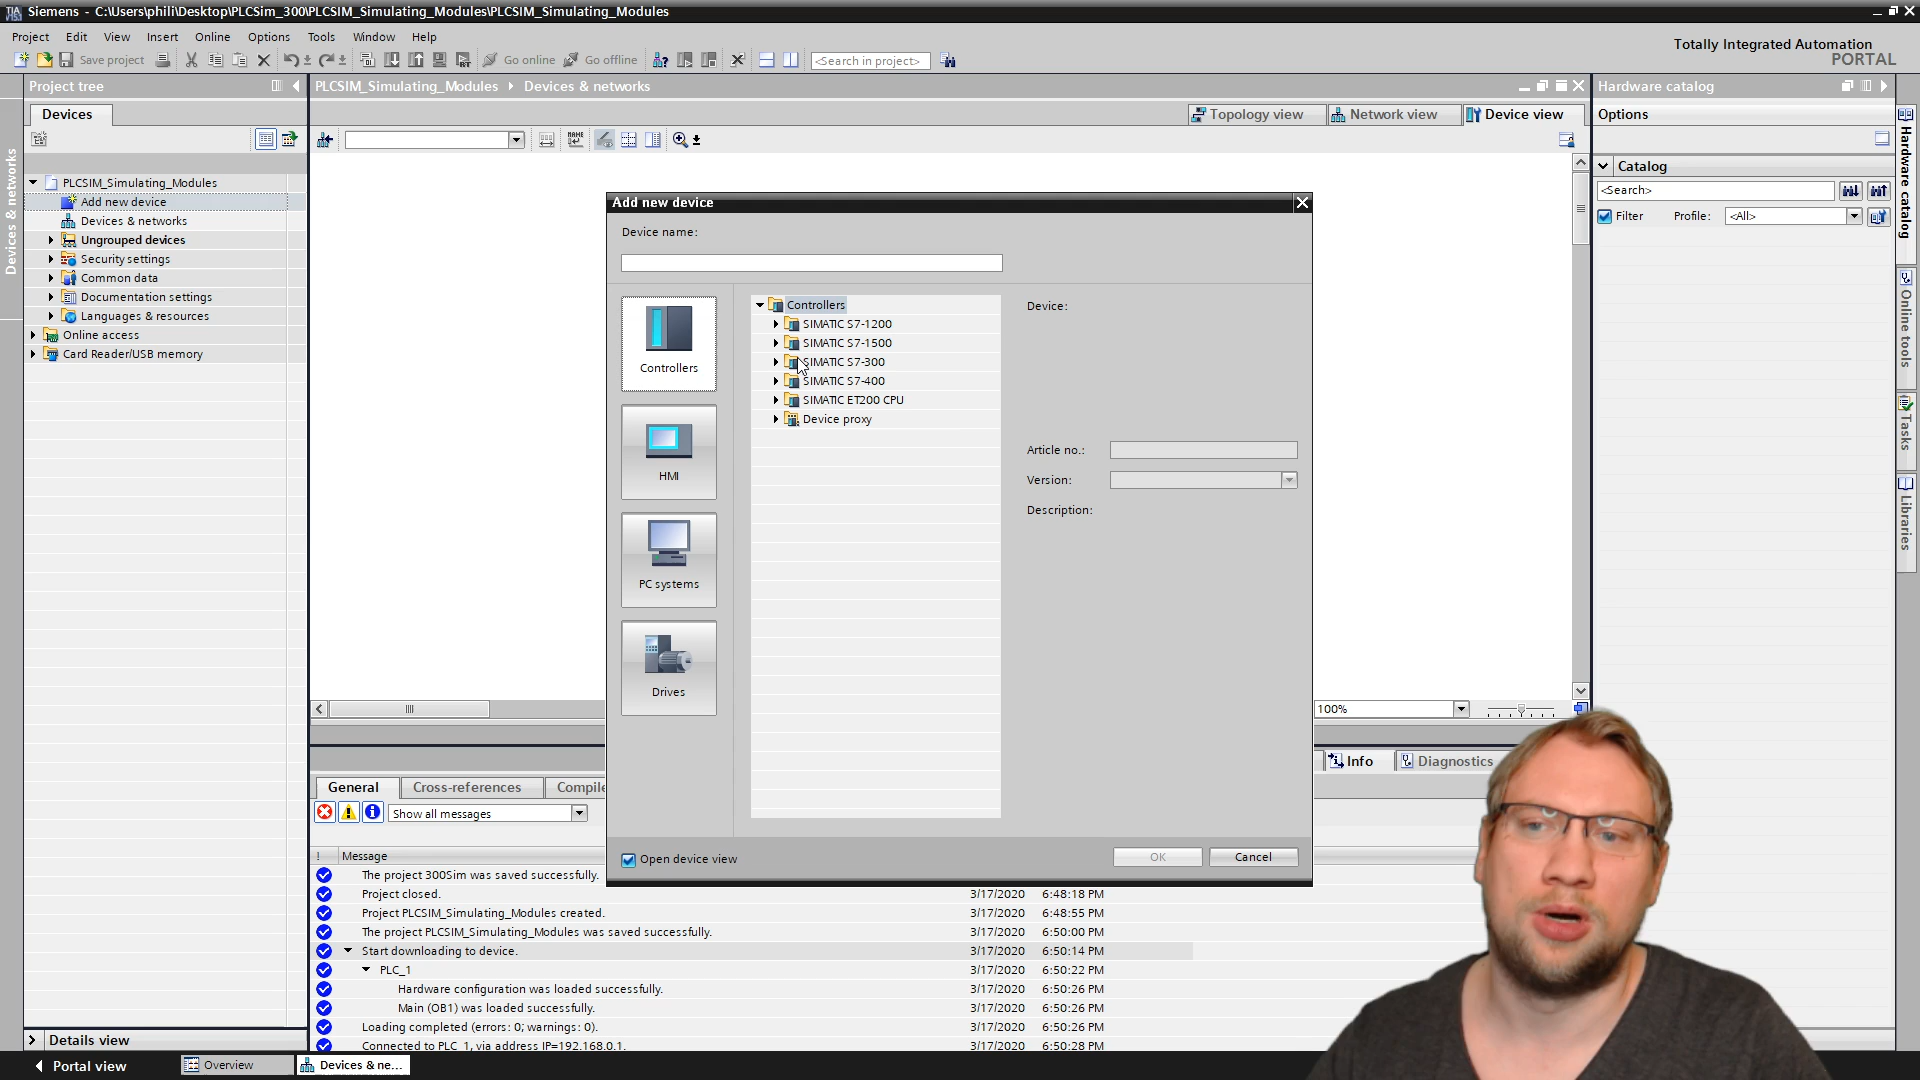 Siemens - C:\Users\phili\Desktop\PLCSim_300\PLCSIM_Simulating_Modules\PLCSIM_Simulating_Modules
Project Edit View Insert Online Options Tools Window Help
Totally Integrated Automation
PORTAL
Save project
Go online
Go offline
<Search in project>
Project tree
PLCSIM_Simulating_Modules
Devices & networks
Hardware catalog
Devices
Topology view
Network view
Device view
Options
Catalog
<Search>
Filter
Profile:
<All>
PLCSIM_Simulating_Modules
Add new device
Devices & networks
Ungrouped devices
Security settings
Common data
Documentation settings
Languages & resources
Online access
Card Reader/USB memory
Devices & networks
Hardware catalog
Online tools
Tasks
Libraries
Add new device
Device name:
Controllers
HMI
PC systems
Drives
Controllers
SIMATIC S7-1200
SIMATIC S7-1500
SIMATIC S7-300
SIMATIC S7-400
SIMATIC ET200 CPU
Device proxy
Device:
Article no.:
Version:
Description:
Open device view
OK
Cancel
100%
Info
Diagnostics
General
Cross-references
Compile
Show all messages
! Message
The project 300Sim was saved successfully.
Project closed. 3/17/2020 6:48:18 PM
Project PLCSIM_Simulating_Modules created. 3/17/2020 6:48:55 PM
The project PLCSIM_Simulating_Modules was saved successfully. 3/17/2020 6:50:00 PM
Start downloading to device. 3/17/2020 6:50:14 PM
PLC_1 3/17/2020 6:50:22 PM
Hardware configuration was loaded successfully. 3/17/2020 6:50:26 PM
Main (OB1) was loaded successfully. 3/17/2020 6:50:26 PM
Loading completed (errors: 0; warnings: 0). 3/17/2020 6:50:26 PM
Connected to PLC_1, via address IP=192.168.0.1. 3/17/2020 6:50:28 PM
Details view
Portal view
Overview
Devices & ne...